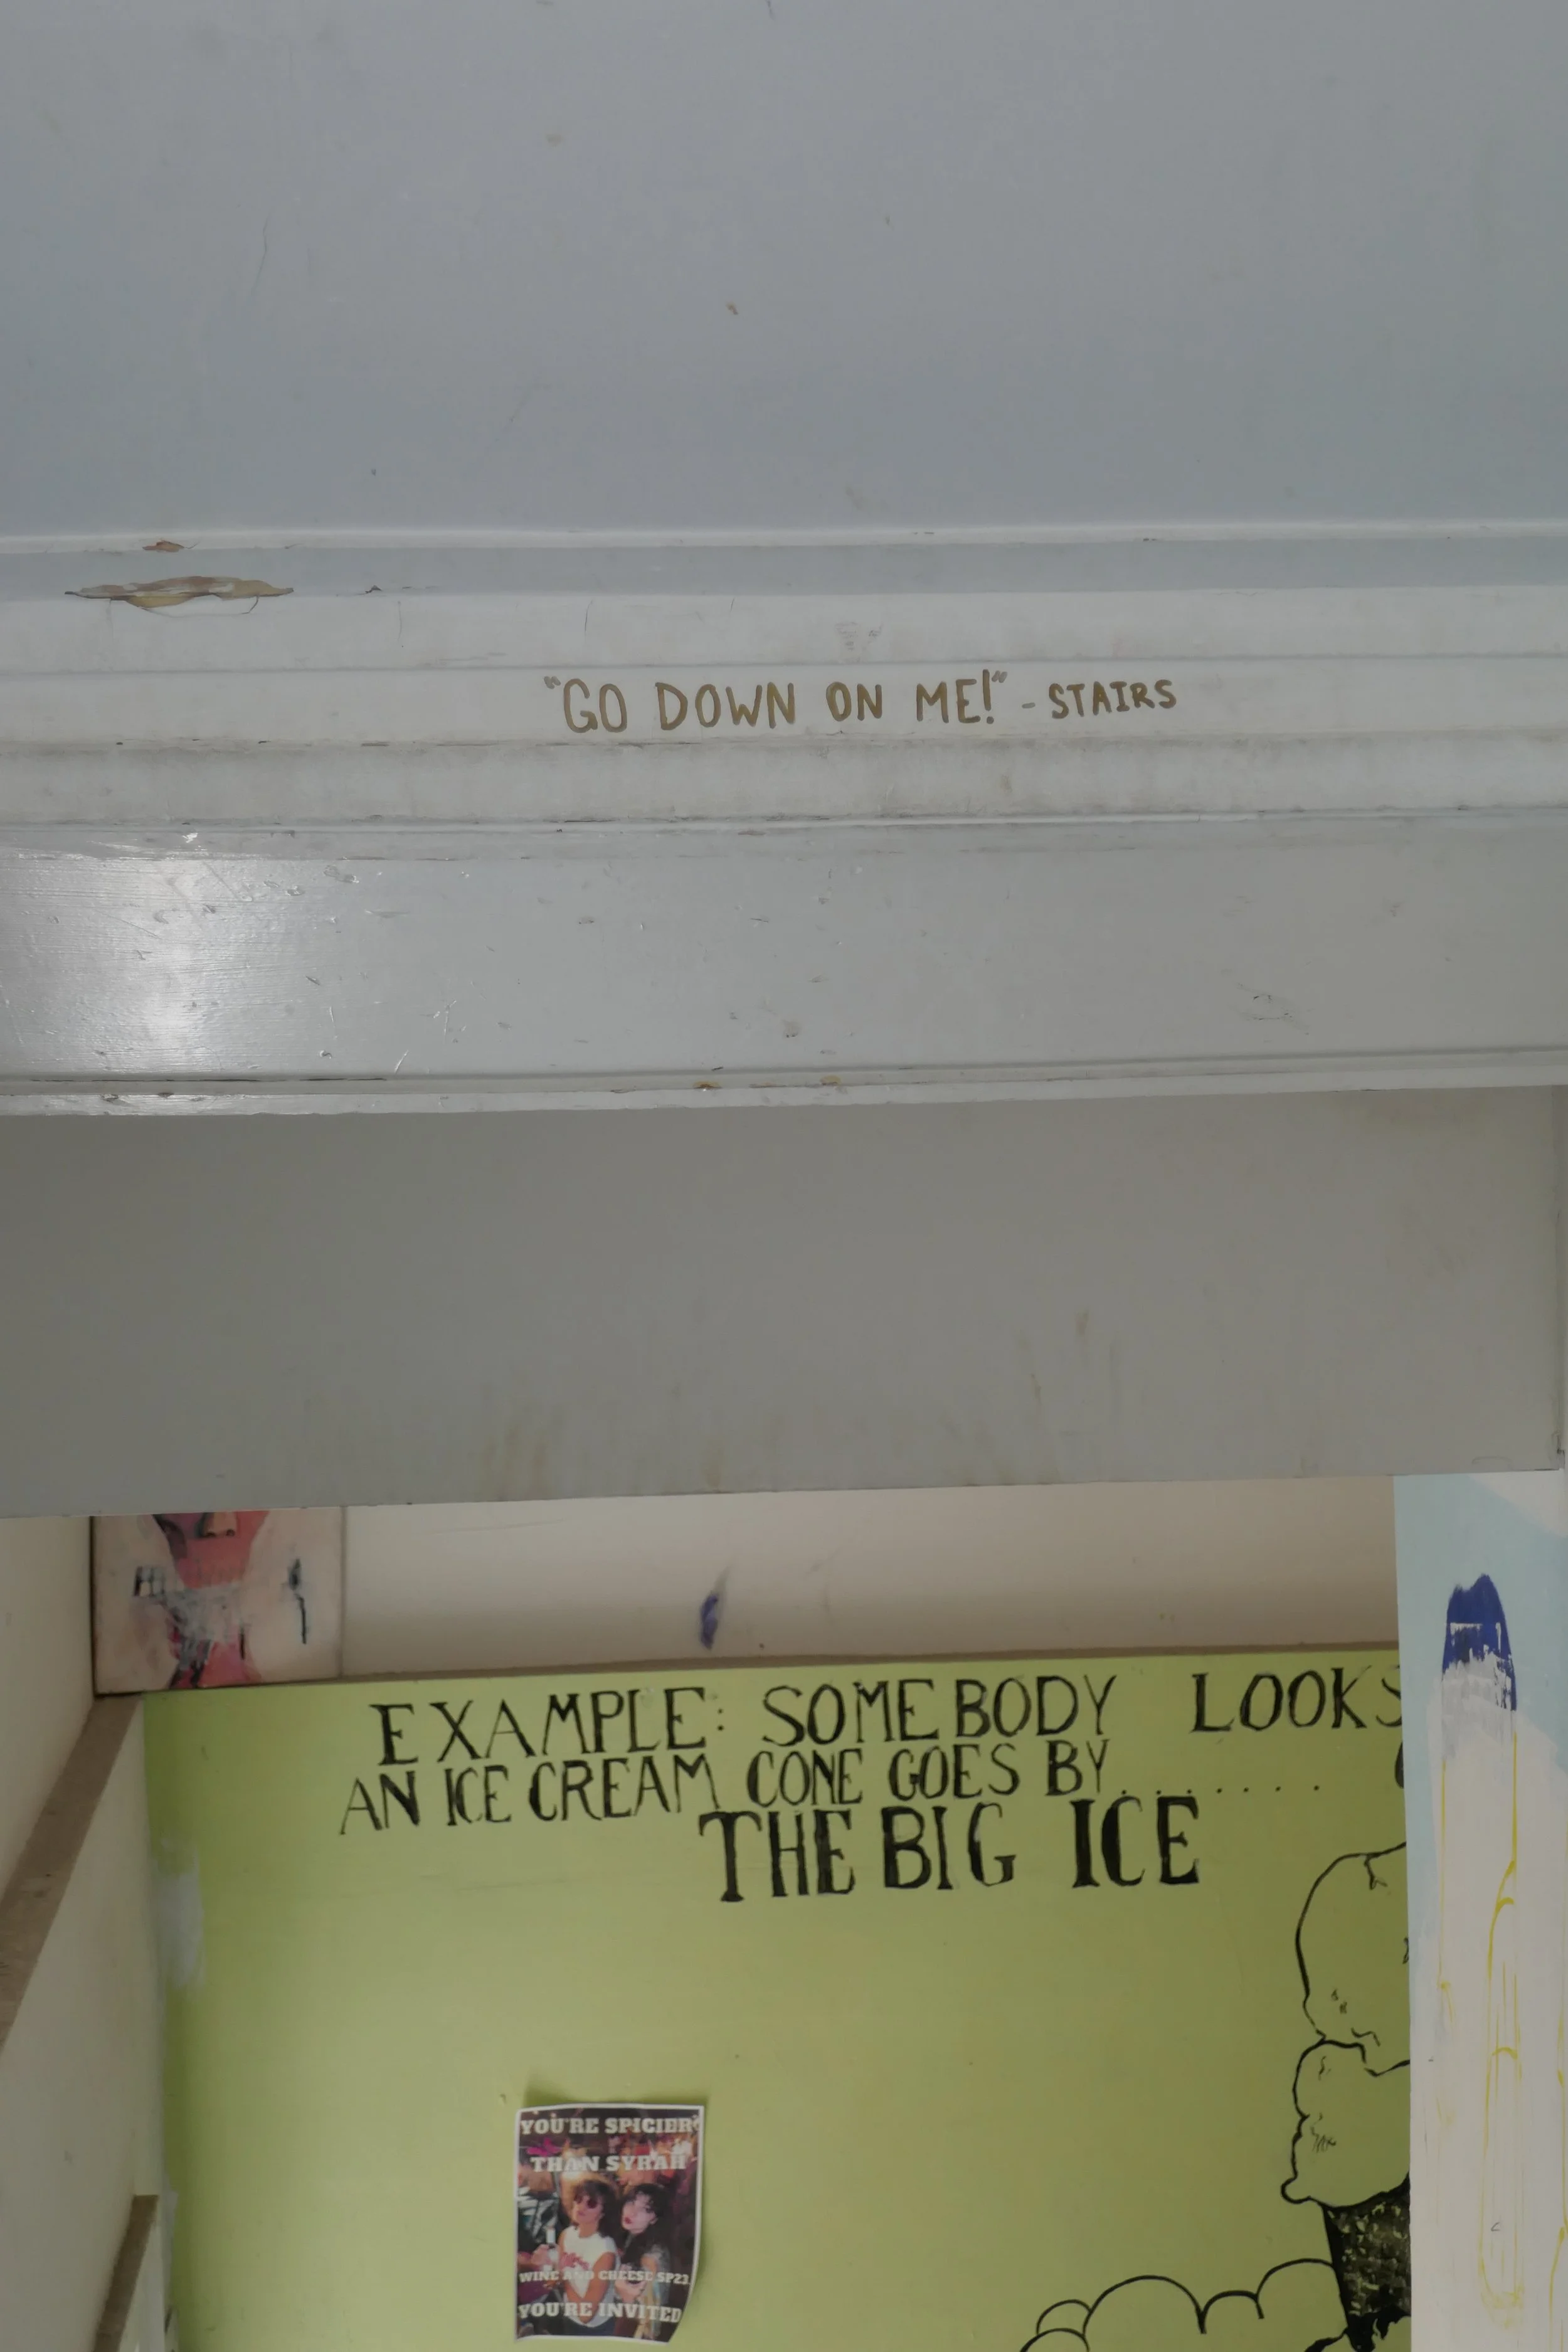 "GO DOWN ON ME!" - STAIRS
EXAMPLE: SOMEBODY LOOKS
AN ICE CREAM CONE GOES BY........
THE BIG ICE
YOU'RE SPICIER
THAN SYRAH
WINE AND CHEESE SP23
YOU'RE INVITED